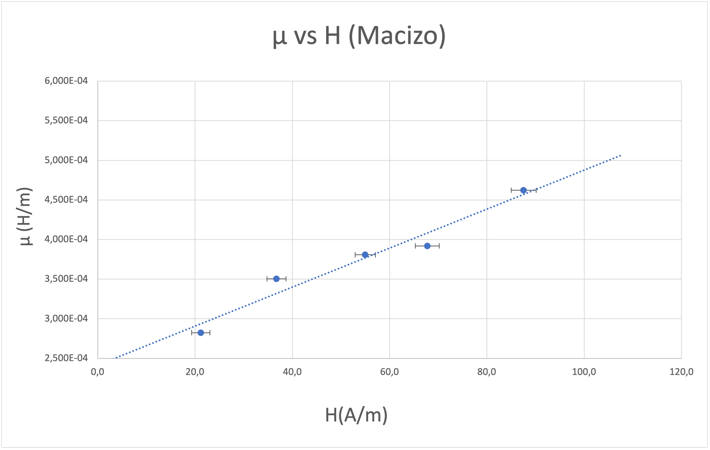 μ vs H (Macizo)
6,000E-04
5,500E-04
5,000E-04
4,500E-04
4,000E-04
3,500E-04
3,000E-04
2,500E-04
μ (H/m)
0,0 20,0 40,0 60,0 80,0 100,0 120,0
H(A/m)